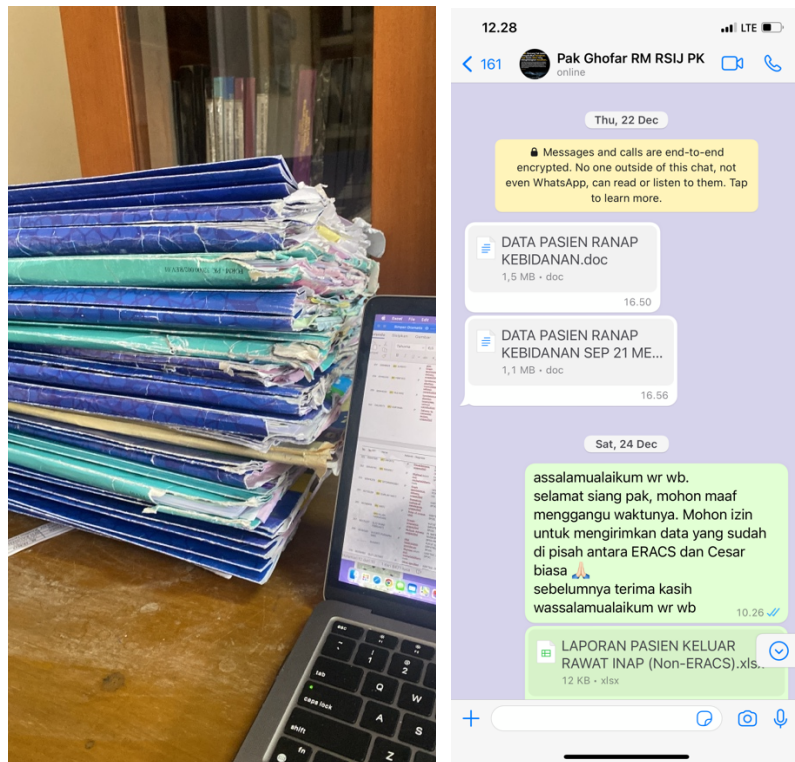 esc
tab
caps lock
shift
fn
!
1
@
2
Q
W
A
S
Z
12.28
LTE
161
Pak Ghofar RM RSIJ PK
online
Thu, 22 Dec
Messages and calls are end-to-end
encrypted. No one outside of this chat, not
even WhatsApp, can read or listen to them. Tap
to learn more.
DATA PASIEN RANAP
KEBIDANAN.doc
1,5 MB • doc
16.50
DATA PASIEN RANAP
KEBIDANAN SEP 21 ME...
1,1 MB • doc
16.56
Sat, 24 Dec
assalamualaikum wr wb.
selamat siang pak, mohon maaf
menggangu waktunya. Mohon izin
untuk mengirimkan data yang sudah
di pisah antara ERACS dan Cesar
biasa 🙏🏻
sebelumnya terima kasih
wassalamualaikum wr wb
10.26
LAPORAN PASIEN KELUAR
RAWAT INAP (Non-ERACS).xlsx
12 KB • xlsx